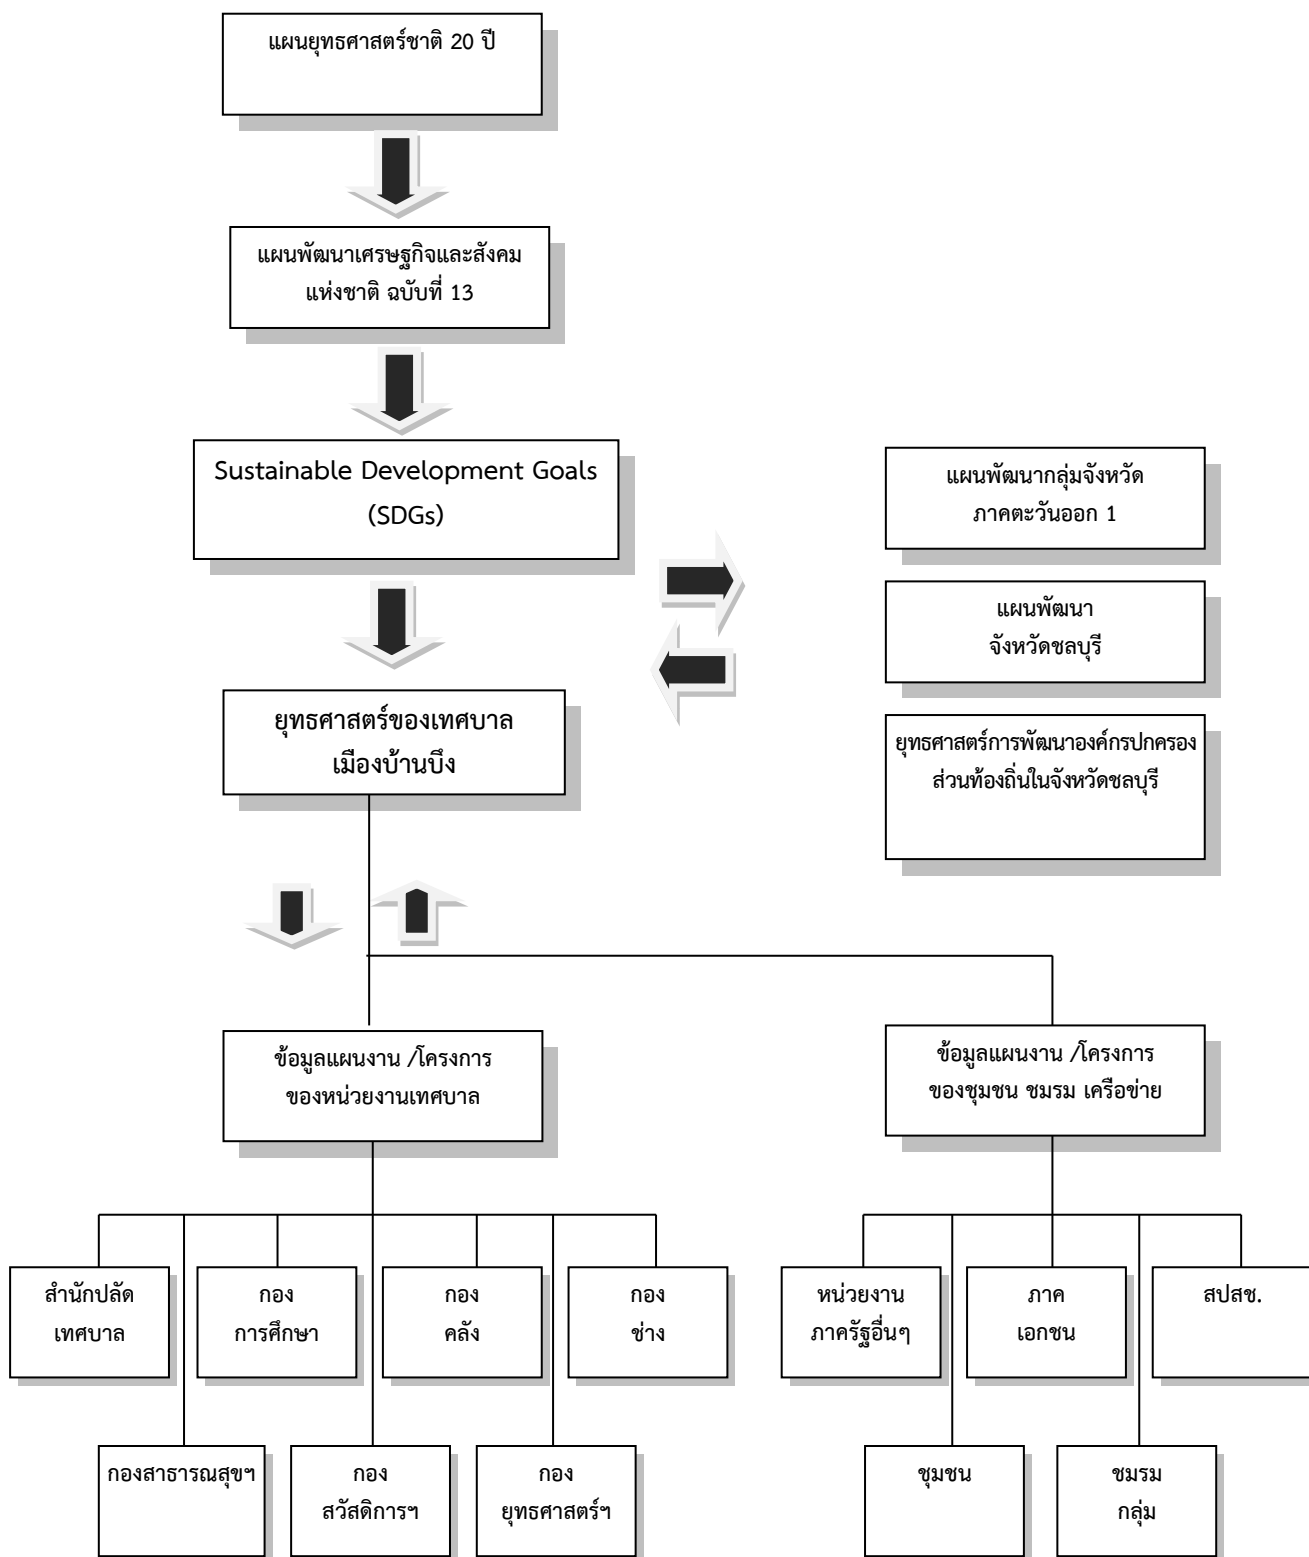 แผนยุทธศาสตร์ชาติ 20 ปี
แผนพัฒนาเศรษฐกิจและสังคม
แห่งชาติ ฉบับที่ 13
Sustainable Development Goals
(SDGs)
แผนพัฒนากลุ่มจังหวัด
ภาคตะวันออก 1
แผนพัฒนา
จังหวัดชลบุรี
ยุทธศาสตร์ของเทศบาล
เมืองบ้านบึง
ยุทธศาสตร์การพัฒนาองค์กรปกครอง
ส่วนท้องถิ่นในจังหวัดชลบุรี
ข้อมูลแผนงาน /โครงการ
ของหน่วยงานเทศบาล
ข้อมูลแผนงาน /โครงการ
ของชุมชน ชมรม เครือข่าย
สำนักปลัด
เทศบาล
กอง
การศึกษา
กอง
คลัง
กอง
ช่าง
หน่วยงาน
ภาครัฐอื่นๆ
ภาค
เอกชน
สปสช.
กองสาธารณสุขฯ
กอง
สวัสดิการฯ
กอง
ยุทธศาสตร์ฯ
ชุมชน
ชมรม
กลุ่ม